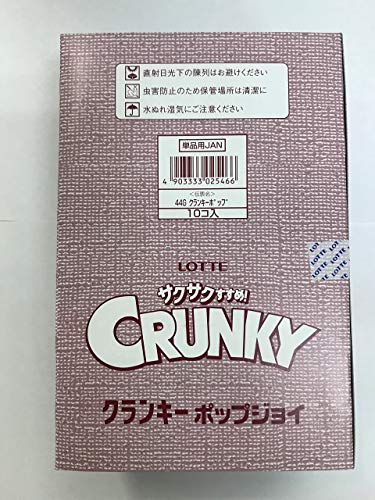 直射日光下の陳列はお避けください
虫害防止のため保管場所は清潔に
水ぬれ湿気にご注意ください
単品用JAN
4 903333 025466
<伝票名>
44G クランキーポップ
10コ入
LOTTE
サクサクすすめ!
CRUNKY
クランキー ポップジョイ
LOTTE
LOTTE
LOTTE
LOTTE